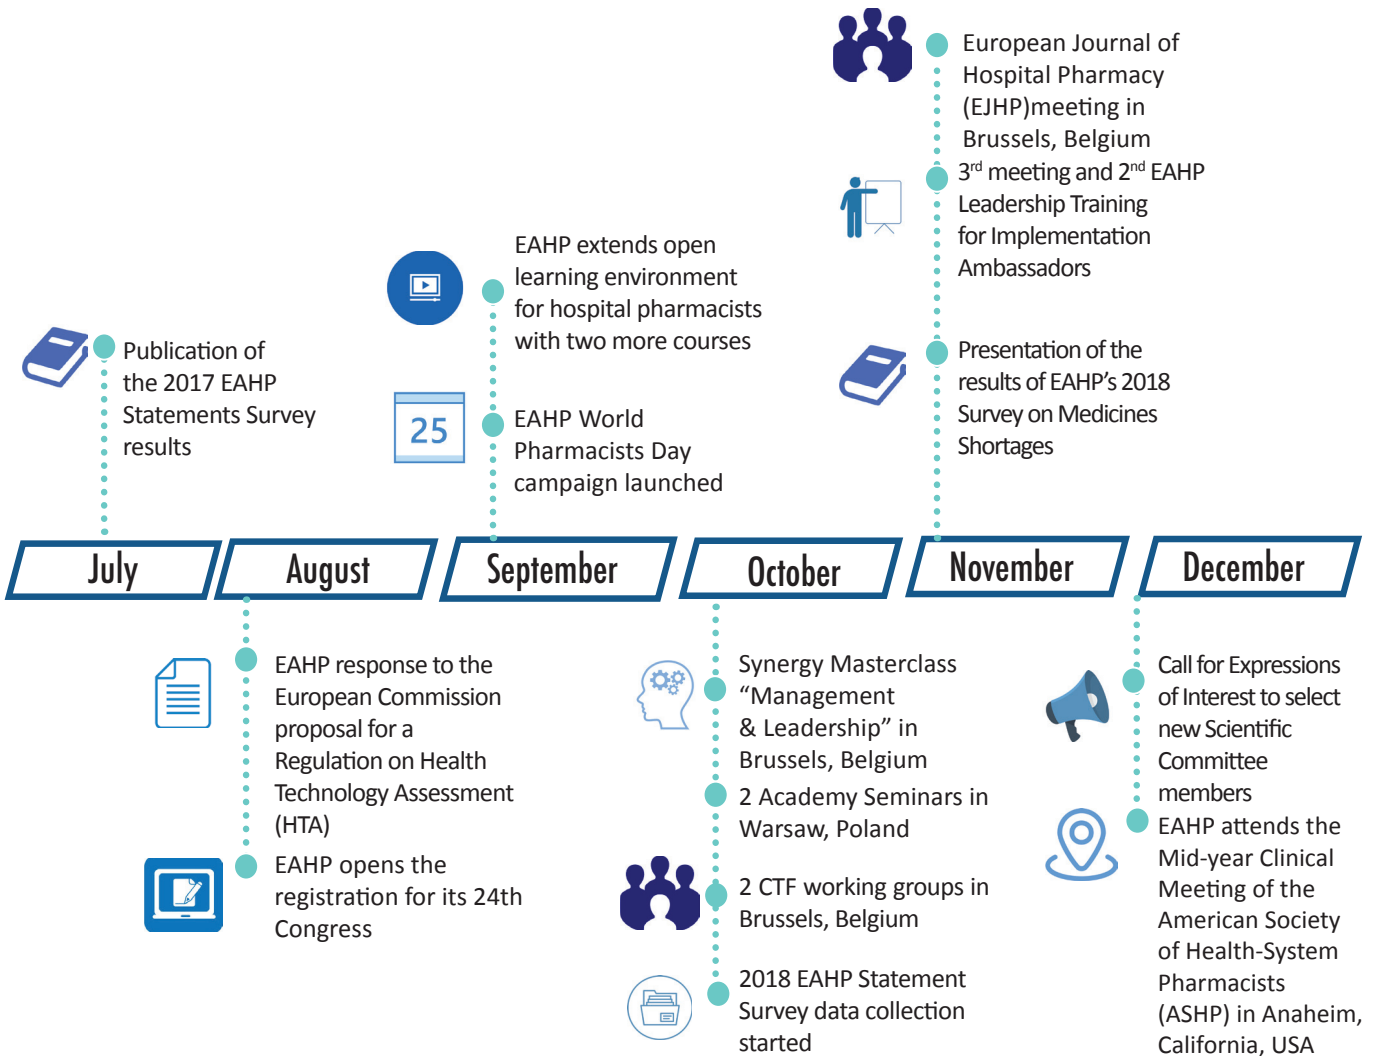 European Journal of
Hospital Pharmacy
(EJHP)meeting in
Brussels, Belgium
3rd meeting and 2nd EAHP
Leadership Training
for Implementation
Ambassadors
EAHP extends open
learning environment
for hospital pharmacists
with two more courses
Publication of
the 2017 EAHP
Statements Survey
results
Presentation of the
results of EAHP's 2018
Survey on Medicines
Shortages
25
EAHP World
Pharmacists Day
campaign launched
July
August
September
October
November
December
EAHP response to the
European Commission
proposal for a
Regulation on Health
Technology Assessment
(HTA)
EAHP opens the
registration for its 24th
Congress
Synergy Masterclass
“Management
& Leadership” in
Brussels, Belgium
2 Academy Seminars in
Warsaw, Poland
2 CTF working groups in
Brussels, Belgium
2018 EAHP Statement
Survey data collection
started
Call for Expressions
of Interest to select
new Scientific
Committee
members
EAHP attends the
Mid-year Clinical
Meeting of the
American Society
of Health-System
Pharmacists
(ASHP) in Anaheim,
California, USA